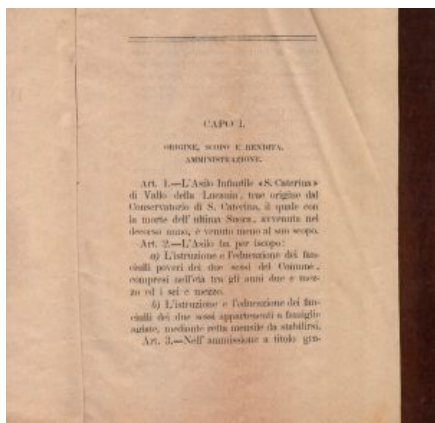 CAPO I.
ORIGINE, SCOPO E RENDITA,
AMMINISTRAZIONE.
Art. 1.—L'Asilo Infantile «S. Caterina»
di Vallo della Lucania, trae origine dal
Conservatorio di S. Caterina, il quale con
la morte dell'ultima Suora, avvenuta nel
decorso anno, è venuto meno al suo scopo.
Art. 2.—L'Asilo ha per iscopo:
a) L'istruzione e l'educazione dei fan-
ciulli poveri dei due sessi del Comune,
compresi nell'età tra gli anni due e mez-
zo ed i sei e mezzo.
b) L'istruzione e l'educazione dei fan-
ciulli dei due sessi appartenenti a famiglie
agiate, mediante retta mensile da stabilirsi.
Art. 3.—Nell'ammissione a titolo gra-